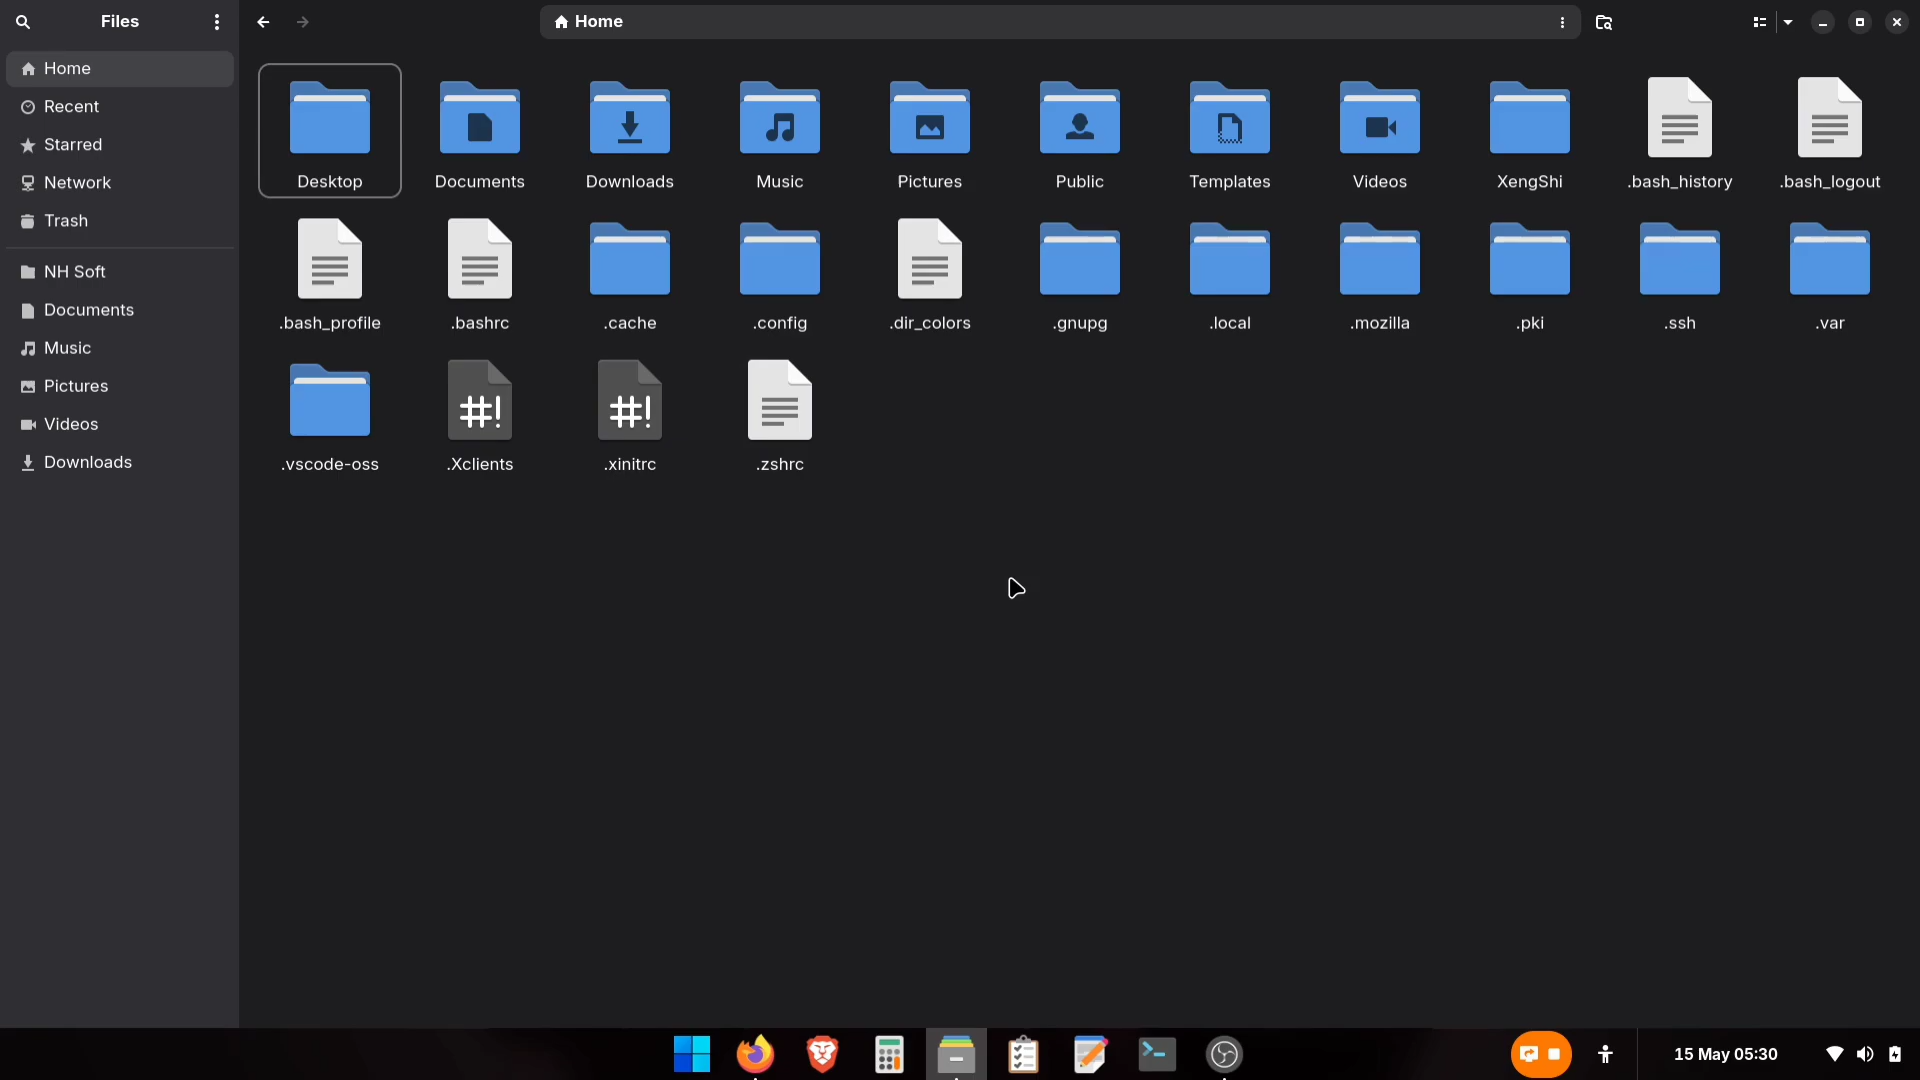 Files
Home
Home
Recent
Starred
Network
Trash
NH Soft
Documents
Music
Pictures
Videos
Downloads
Desktop
Documents
Downloads
Music
Pictures
Public
Templates
Videos
XengShi
.bash_history
.bash_logout
.bash_profile
.bashrc
.cache
.config
.dir_colors
.gnupg
.local
.mozilla
.pki
.ssh
.var
.vscode-oss
#!
.Xclients
#!
.xinitrc
.zshrc
15 May 05:30